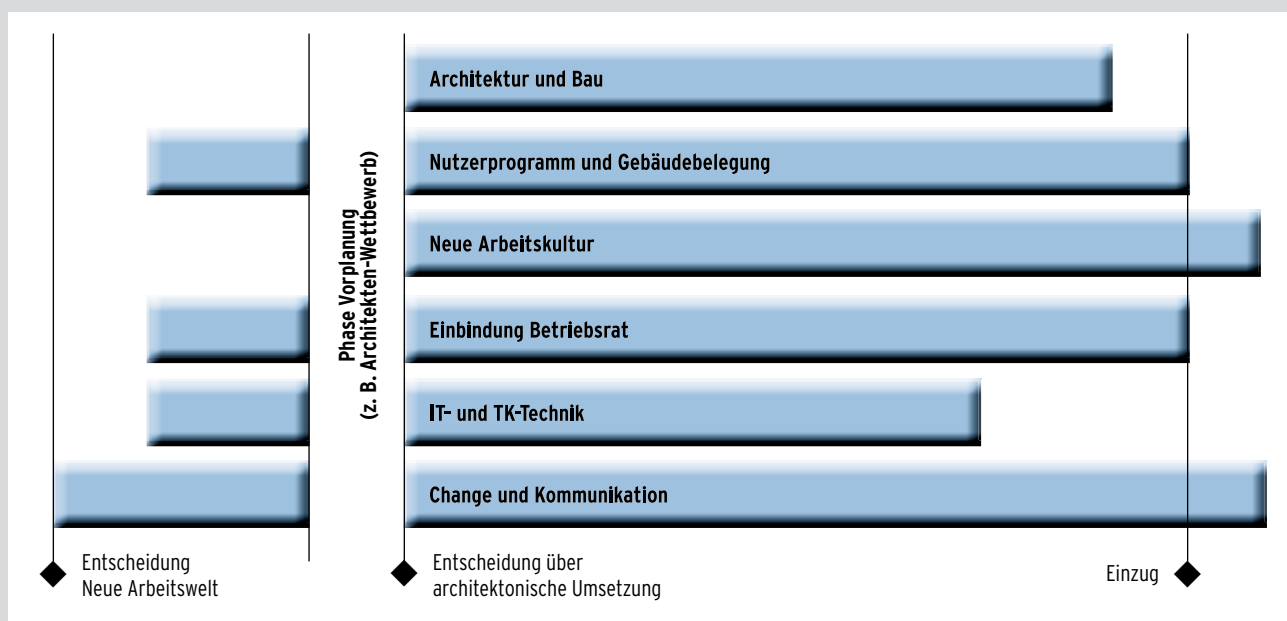 Architektur und Bau
Nutzerprogramm und Gebäudebelegung
Neue Arbeitskultur
Einbindung Betriebsrat
IT- und TK-Technik
Change und Kommunikation
Phase Vorplanung
(z. B. Architekten-Wettbewerb)
Entscheidung
Neue Arbeitswelt
Entscheidung über
architektonische Umsetzung
Einzug